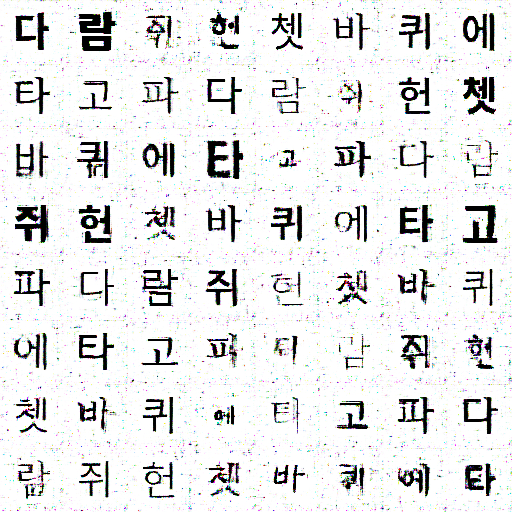 다 람 쥐 헌 쳇 바 퀴 에
타 고 파 다 람 쥐 헌 쳇
바 퀴 에 타 고 파 다 람
쥐 헌 쳇 바 퀴 에 타 고
파 다 람 쥐 헌 쳇 바 퀴
에 타 고 파 다 람 쥐 헌
쳇 바 퀴 에 타 고 파 다
람 쥐 헌 쳇 바 퀴 에 타